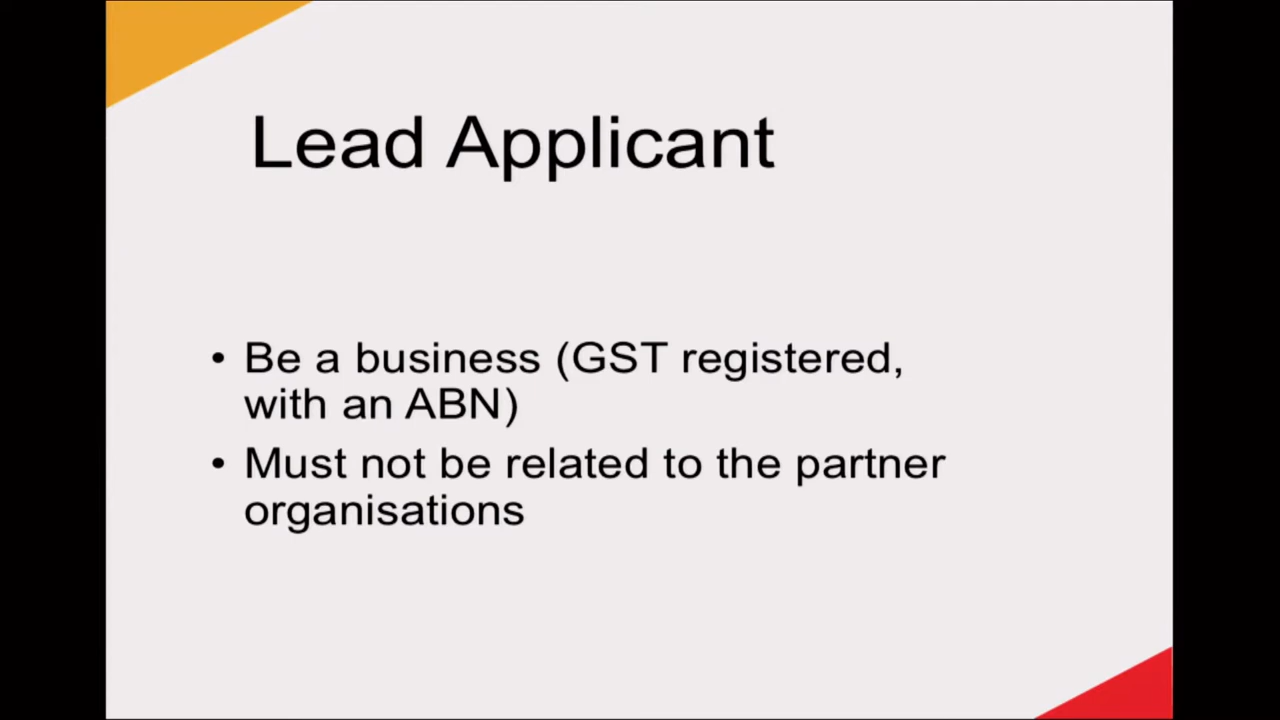 Lead Applicant
• Be a business (GST registered,
with an ABN)
• Must not be related to the partner
organisations